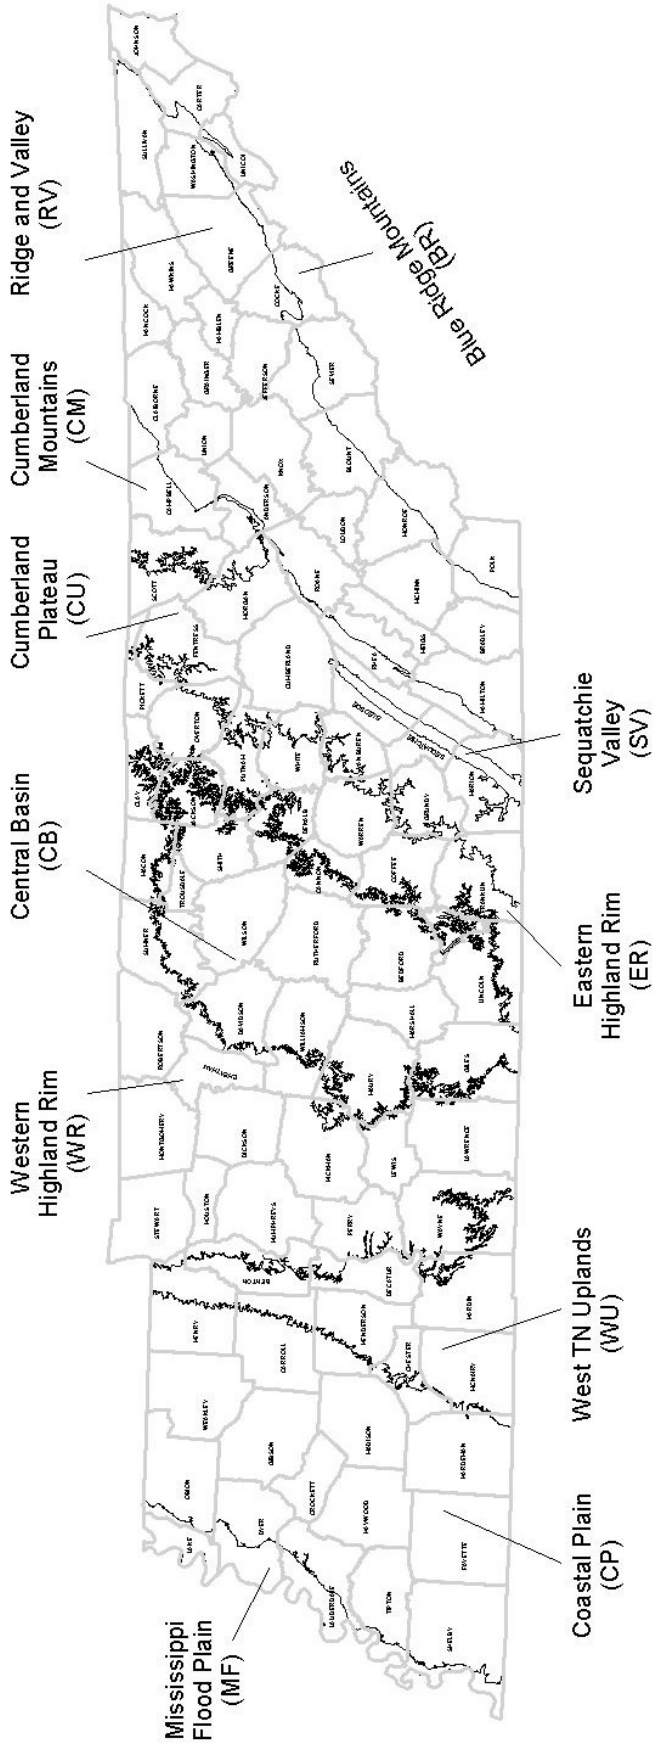 Mississippi
Flood Plain
(MF)
Western
Highland Rim
(WR)
Central Basin
(CB)
Cumberland
Plateau
(CU)
Cumberland
Mountains
(CM)
Ridge and Valley
(RV)
Blue Ridge Mountains
(BR)
Coastal Plain
(CP)
West TN Uplands
(WU)
Eastern
Highland Rim
(ER)
Sequatchie
Valley
(SV)
LAKE
OBION
WEAKLEY
HENRY
STEWART
MONTGOMERY
ROBERTSON
SUMNER
MACON
CLAY
PICKETT
SCOTT
CAMPBELL
CLAIBORNE
HANCOCK
HAWKINS
SULLIVAN
JOHNSON
DYER
GIBSON
CARROLL
BENTON
HOUSTON
HUMPHREYS
DICKSON
CHEATHAM
DAVIDSON
WILSON
TROUSDALE
SMITH
JACKSON
OVERTON
FENTRESS
PUTNAM
MORGAN
ANDERSON
UNION
GRAINGER
HAMBLEN
GREENE
WASHINGTON
CARTER
UNICOI
LAUDERDALE
CROCKETT
HAYWOOD
MADISON
HENDERSON
DECATUR
PERRY
HICKMAN
WILLIAMSON
RUTHERFORD
CANNON
DEKALB
WHITE
CUMBERLAND
ROANE
KNOX
JEFFERSON
COCKE
SEVIER
BLOUNT
LOUDON
TIPTON
CHESTER
LEWIS
MAURY
MARSHALL
BEDFORD
COFFEE
WARREN
VAN BUREN
BLEDSOE
RHEA
MEIGS
MCMINN
MONROE
SHELBY
FAYETTE
HARDEMAN
MCNAIRY
HARDIN
WAYNE
LAWRENCE
GILES
LINCOLN
FRANKLIN
GRUNDY
MARION
SEQUATCHIE
HAMILTON
BRADLEY
POLK